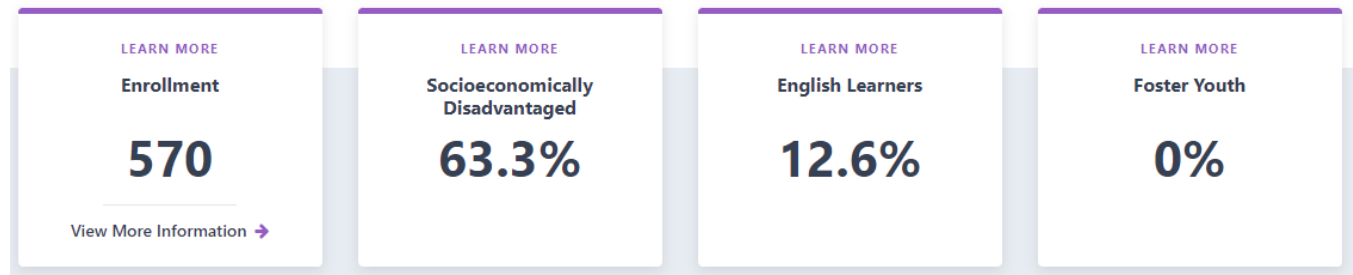 LEARN MORE
Enrollment
570
View More Information
LEARN MORE
Socioeconomically
Disadvantaged
63.3%
LEARN MORE
English Learners
12.6%
LEARN MORE
Foster Youth
0%